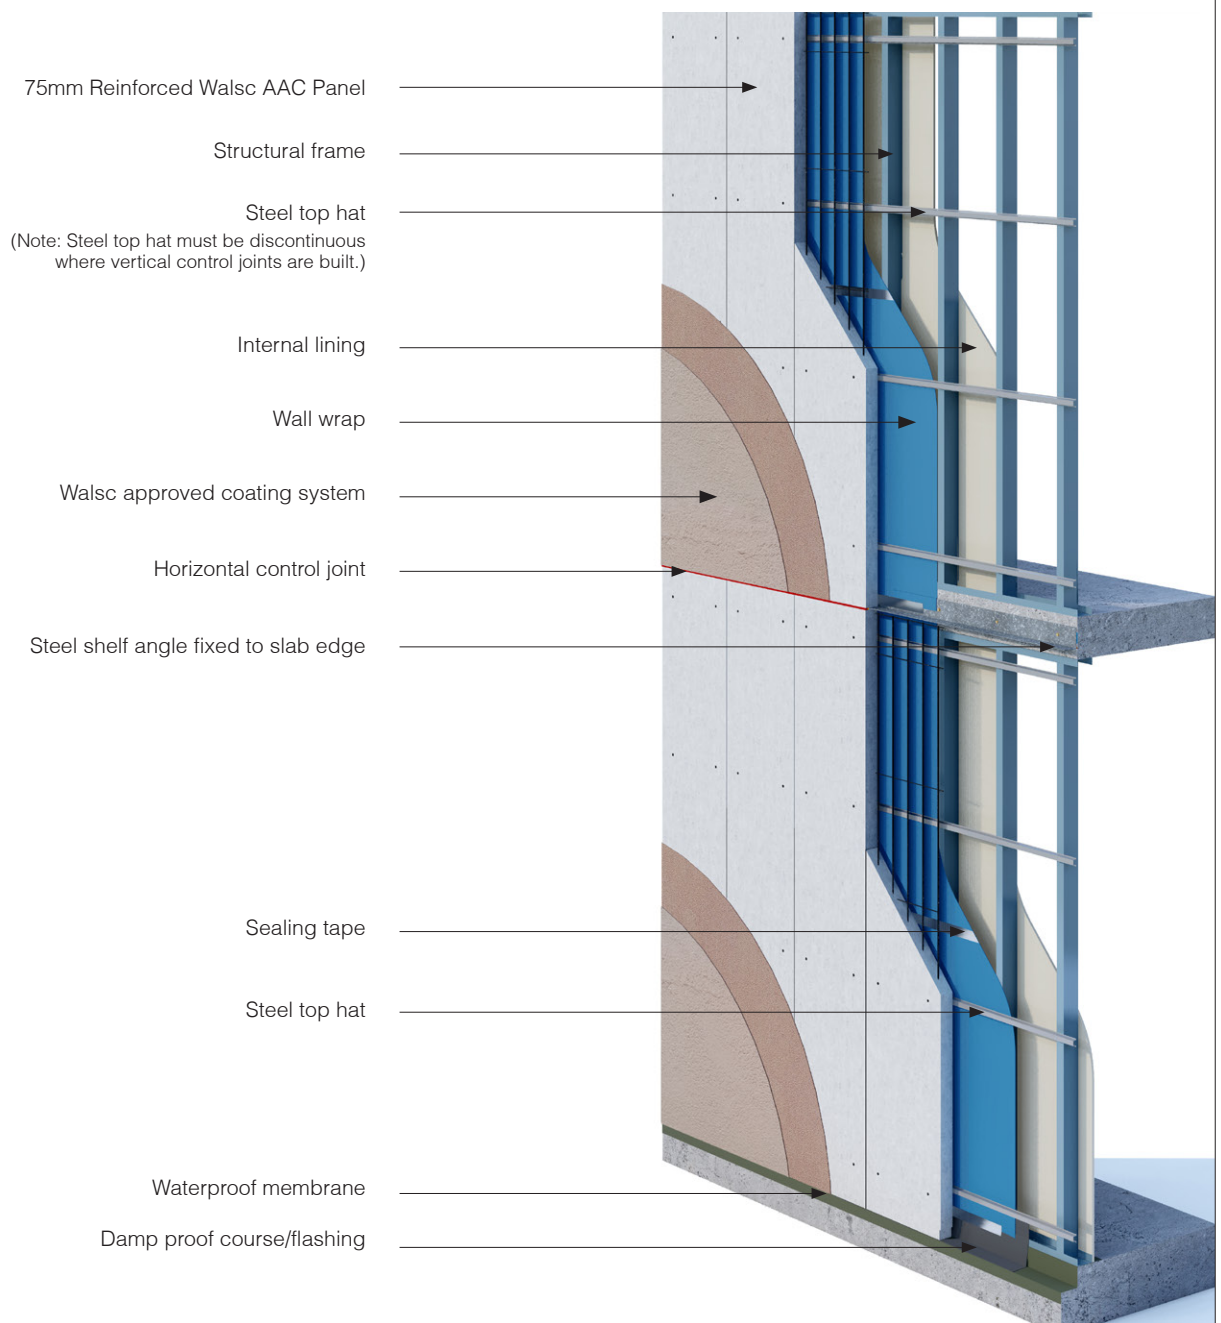 75mm Reinforced Walsc AAC Panel
Structural frame
Steel top hat
(Note: Steel top hat must be discontinuous
where vertical control joints are built.)
Internal lining
Wall wrap
Walsc approved coating system
Horizontal control joint
Steel shelf angle fixed to slab edge
Sealing tape
Steel top hat
Waterproof membrane
Damp proof course/flashing